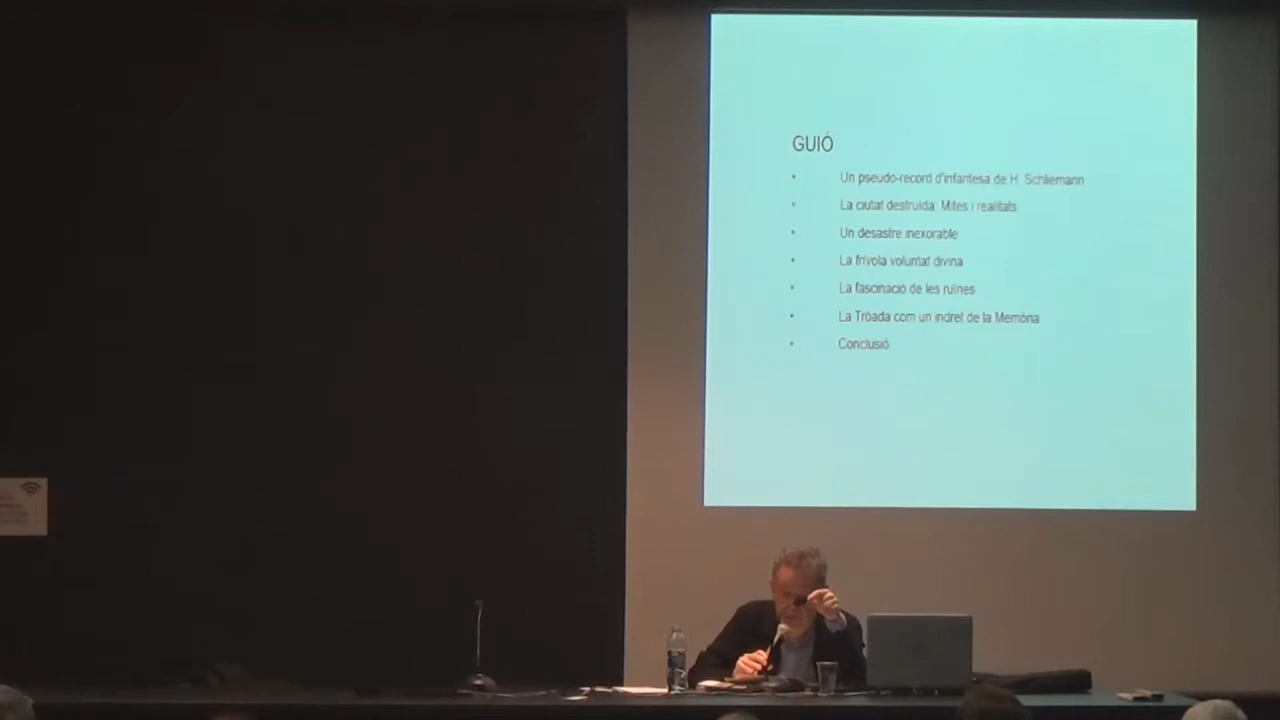 GUIÓ
• Un pseudo-record d'infantesa de H. Schliemann
• La ciutat destruïda. Mites i realitats
• Un desastre inexorable
• La frívola voluntat divina
• La fascinació de les ruïnes
• La Tròada com un indret de la Memòria
• Conclusió